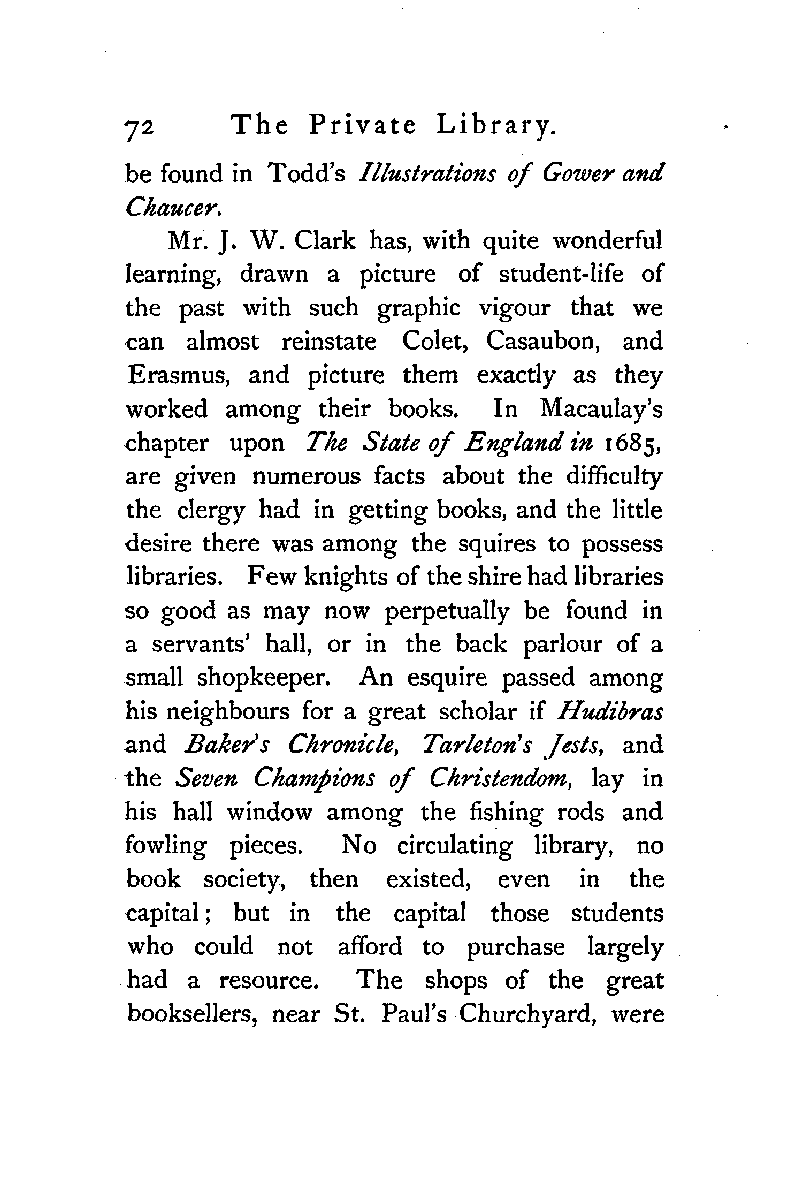 72 The Private Library.
be found in Todd's Illustrations of Gower and
Chaucer.
Mr. J. W. Clark has, with quite wonderful
learning, drawn a picture of student-life of
the past with such graphic vigour that we
can almost reinstate Colet, Casaubon, and
Erasmus, and picture them exactly as they
worked among their books. In Macaulay's
chapter upon The State of England in 1685,
are given numerous facts about the difficulty
the clergy had in getting books, and the little
desire there was among the squires to possess
libraries. Few knights of the shire had libraries
so good as may now perpetually be found in
a servants' hall, or in the back parlour of a
small shopkeeper. An esquire passed among
his neighbours for a great scholar if Hudibras
and Baker's Chronicle, Tarleton's Jests, and
the Seven Champions of Christendom, lay in
his hall window among the fishing rods and
fowling pieces. No circulating library, no
book society, then existed, even in the
capital; but in the capital those students
who could not afford to purchase largely
had a resource. The shops of the great
booksellers, near St. Paul's Churchyard, were